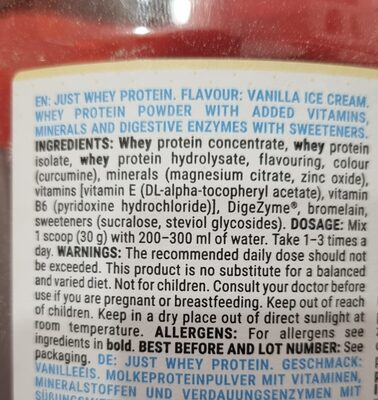 EN: JUST WHEY PROTEIN. FLAVOUR: VANILLA ICE CREAM.
WHEY PROTEIN POWDER WITH ADDED VITAMINS,
MINERALS AND DIGESTIVE ENZYMES WITH SWEETENERS.
INGREDIENTS: Whey protein concentrate, whey protein
isolate, whey protein hydrolysate, flavouring, colour
(curcumine), minerals (magnesium citrate, zinc oxide),
vitamins [vitamin E (DL-alpha-tocopheryl acetate), vitamin
B6 (pyridoxine hydrochloride)], DigeZyme®, bromelain,
sweeteners (sucralose, steviol glycosides). DOSAGE: Mix
1 scoop (30 g) with 200–300 ml of water. Take 1–3 times a
day. WARNINGS: The recommended daily dose should not
be exceeded. This product is no substitute for a balanced
and varied diet. Not for children. Consult your doctor before
use if you are pregnant or breastfeeding. Keep out of reach
of children. Keep in a dry place out of direct sunlight at
room temperature. ALLERGENS: For allergens see
ingredients in bold. BEST BEFORE AND LOT NUMBER: See
packaging. DE: JUST WHEY PROTEIN. GESCHMACK:
VANILLEEIS. MOLKEPROTEINPULVER MIT VITAMINEN,
MINERALSTOFFEN UND VERDAUUNGSENZYMEN MIT